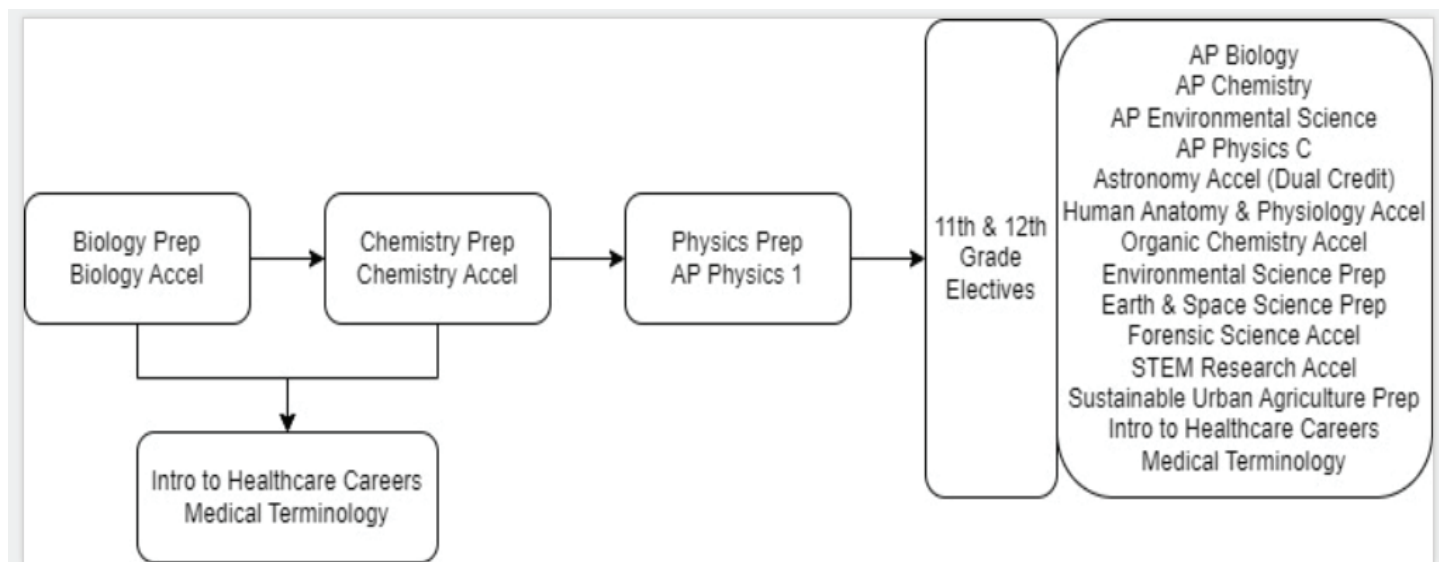 Biology Prep
Biology Accel
Chemistry Prep
Chemistry Accel
Physics Prep
AP Physics 1
11th & 12th
Grade
Electives
AP Biology
AP Chemistry
AP Environmental Science
AP Physics C
Astronomy Accel (Dual Credit)
Human Anatomy & Physiology Accel
Organic Chemistry Accel
Environmental Science Prep
Earth & Space Science Prep
Forensic Science Accel
STEM Research Accel
Sustainable Urban Agriculture Prep
Intro to Healthcare Careers
Medical Terminology
Intro to Healthcare Careers
Medical Terminology